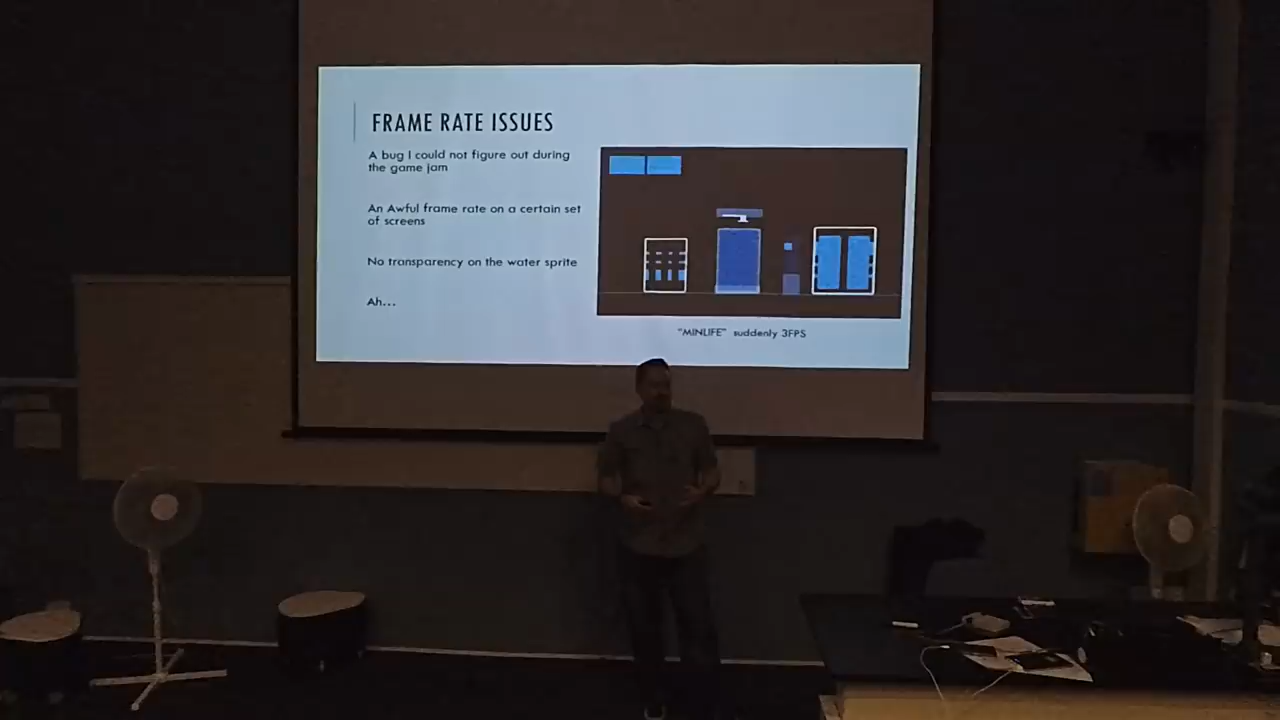 FRAME RATE ISSUES
A bug I could not figure out during
the game jam
An Awful frame rate on a certain set
of screens
No transparency on the water sprite
Ah...
"MINLIFE" suddenly 3FPS